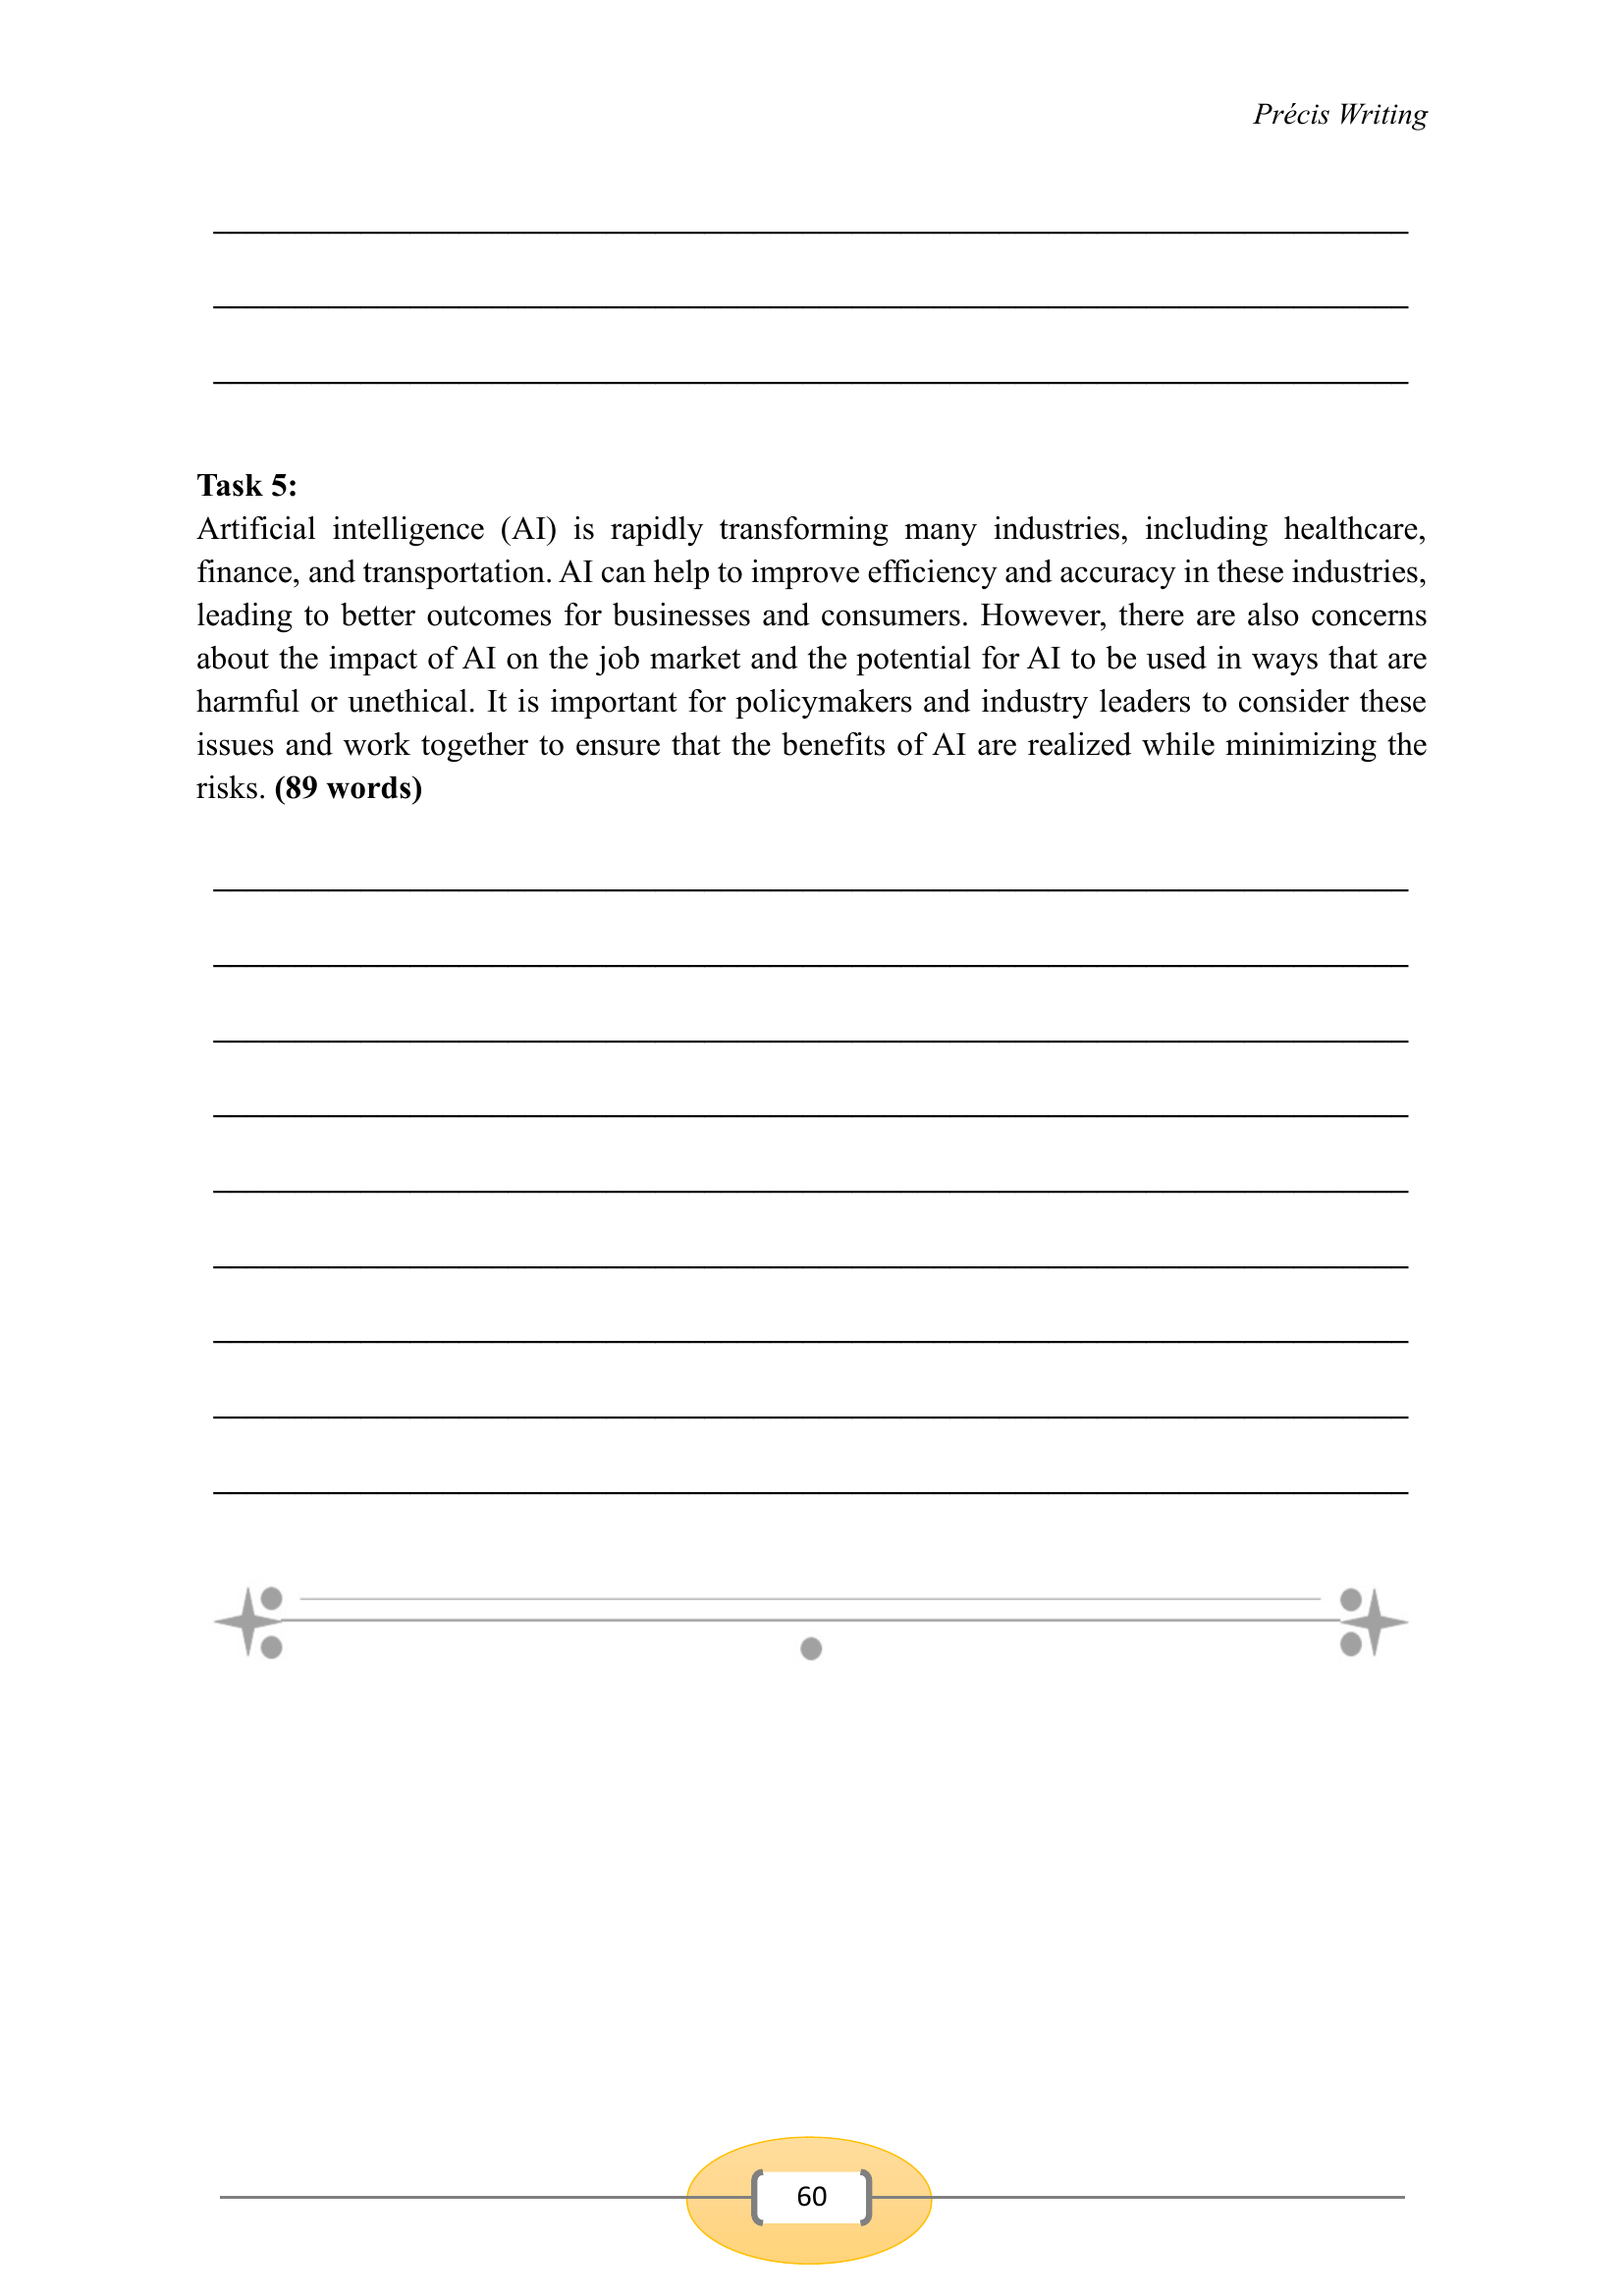 Précis Writing
Task 5:
Artificial intelligence (AI) is rapidly transforming many industries, including healthcare,
finance, and transportation. AI can help to improve efficiency and accuracy in these industries,
leading to better outcomes for businesses and consumers. However, there are also concerns
about the impact of AI on the job market and the potential for AI to be used in ways that are
harmful or unethical. It is important for policymakers and industry leaders to consider these
issues and work together to ensure that the benefits of AI are realized while minimizing the
risks. (89 words)
60